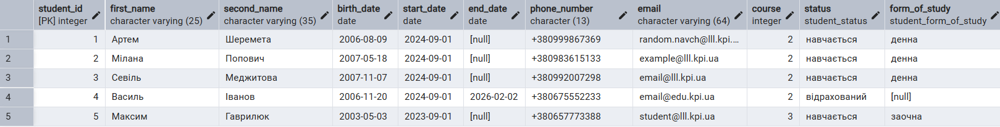 student_id first_name second_name birth_date start_date end_date phone_number email course status form_of_study
[PK] integer character varying (25) character varying (35) date date date character (13) character varying (64) integer student_status student_form_of_study
1 1 Артем Шеремета 2006-08-09 2024-09-01 [null] +380999867369 random.navch@lll.kpi.... 2 навчається денна
2 2 Мілана Попович 2007-05-18 2024-09-01 [null] +380983615133 example@lll.kpi.ua 2 навчається денна
3 3 Севіль Меджитова 2007-11-07 2024-09-01 [null] +380992007298 email@lll.kpi.ua 2 навчається денна
4 4 Василь Іванов 2006-11-20 2024-09-01 2026-02-02 +380675552233 email@edu.kpi.ua 2 відрахований [null]
5 5 Максим Гаврилюк 2003-05-03 2023-09-01 [null] +380657773388 student@lll.kpi.ua 3 навчається заочна